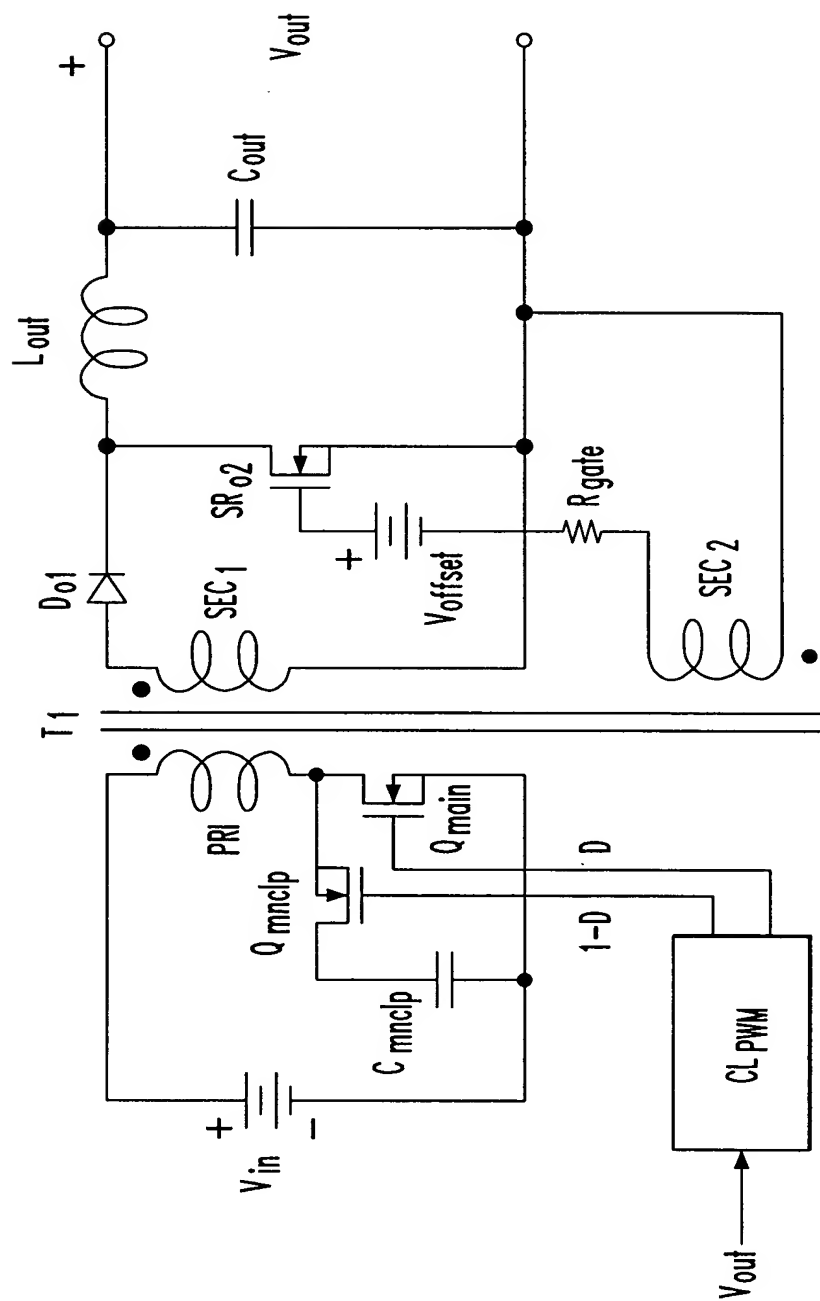 T1
PRI
SEC1
Do1
Lout
+
Cout
Vout
SRo2
+
Voffset
Rgate
SEC2
+
Vin
-
Qmnclp
Cmnclp
Qmain
1-D
D
CLPWM
Vout